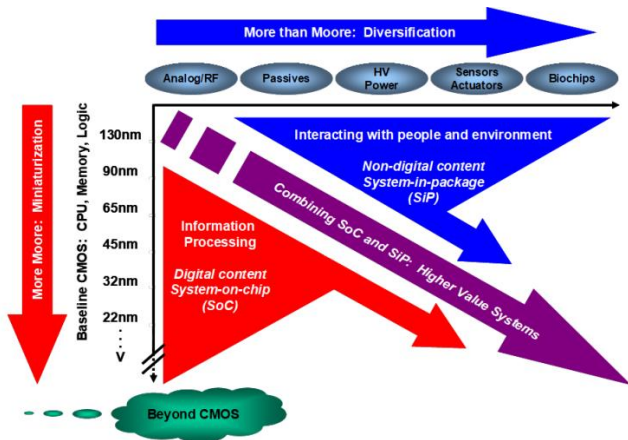 More than Moore: Diversification
Analog/RF
Passives
HV
Power
Sensors
Actuators
Biochips
More Moore: Miniaturization
Baseline CMOS: CPU, Memory, Logic
130nm
90nm
65nm
45nm
32nm
22nm
V
Interacting with people and environment
Non-digital content
System-in-package
(SiP)
Combining SoC and SiP: Higher Value Systems
Information
Processing
Digital content
System-on-chip
(SoC)
Beyond CMOS